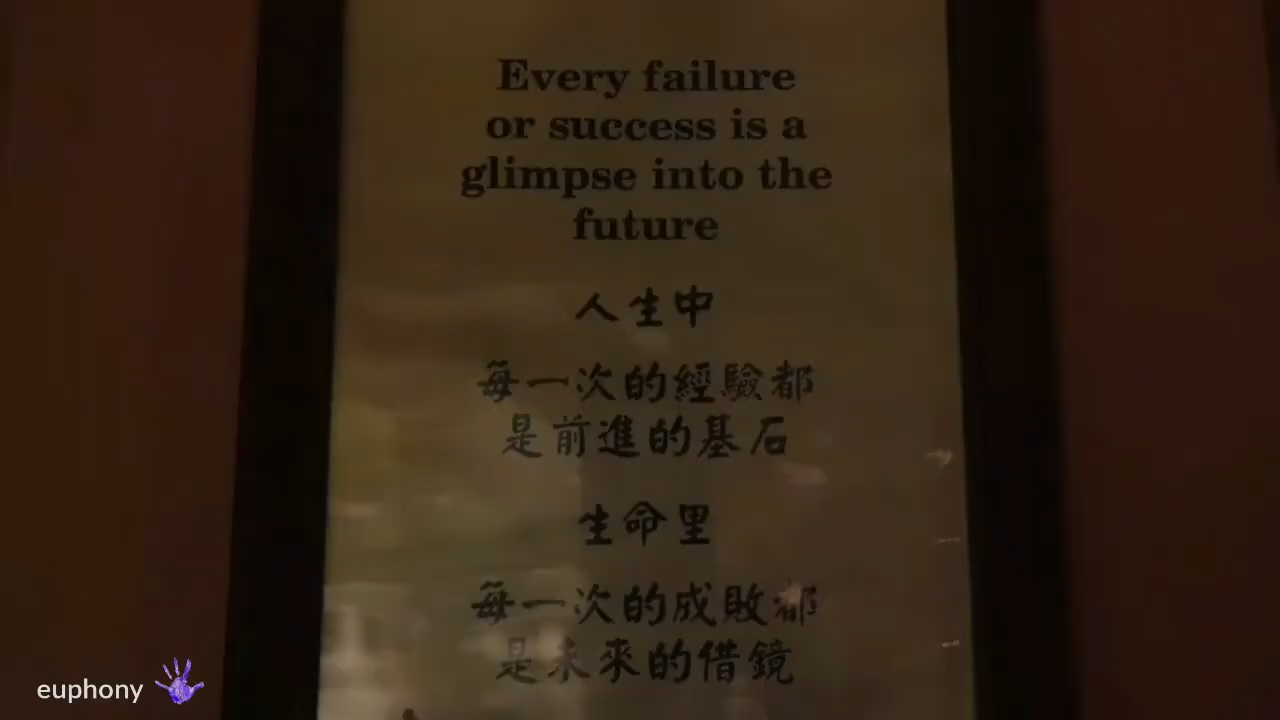 Every failure
or success is a
glimpse into the
future
人生中
每一次的經驗都
是前進的基石
生命里
每一次的成敗都
是未來的借鏡
euphony